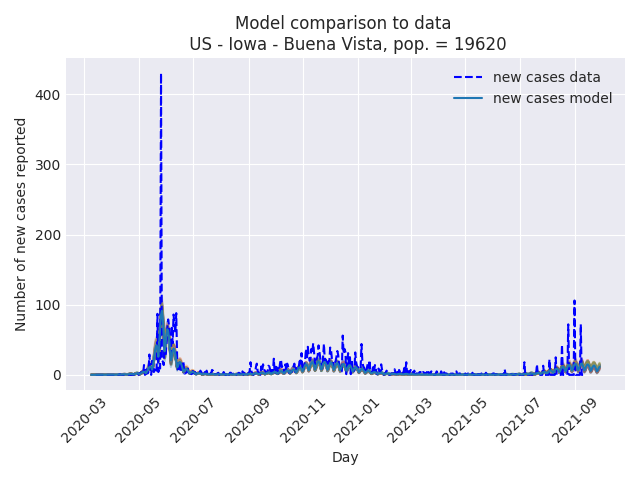 Model comparison to data
US - Iowa - Buena Vista, pop. = 19620
new cases data
new cases model
Number of new cases reported
400
300
200
100
0
2020-03
2020-05
2020-07
2020-09
2020-11
2021-01
2021-03
2021-05
2021-07
2021-09
Day